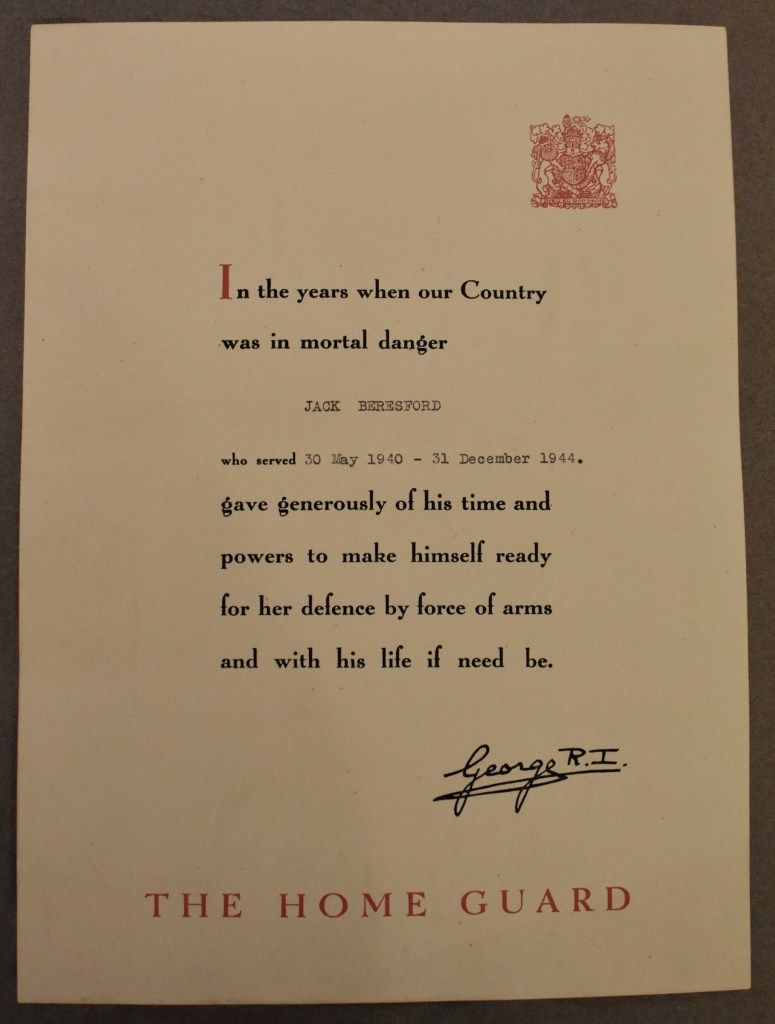 In the years when our Country
was in mortal danger
JACK BERESFORD
who served 30 May 1940 - 31 December 1944.
gave generously of his time and
powers to make himself ready
for her defence by force of arms
and with his life if need be.
George R.I.
THE HOME GUARD